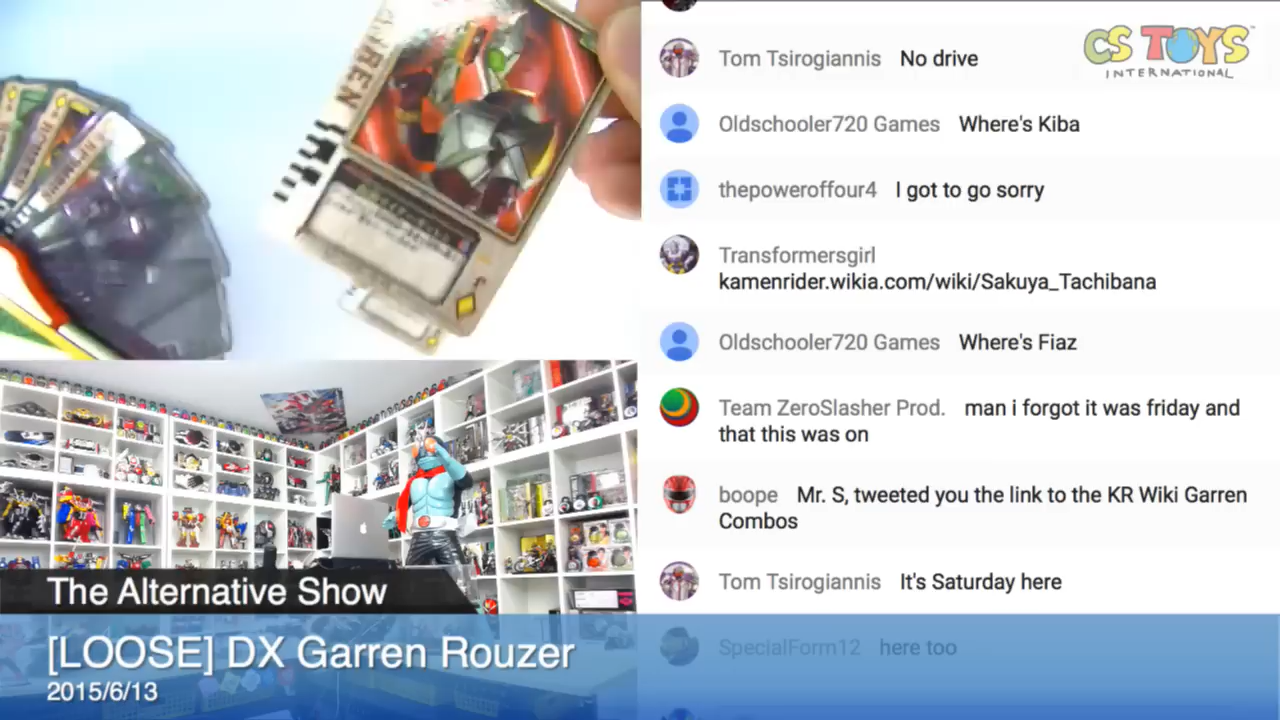 CS TOYS
INTERNATIONAL
Tom Tsirogiannis No drive
Oldschooler720 Games Where's Kiba
thepoweroffour4 I got to go sorry
Transformersgirl
kamenrider.wikia.com/wiki/Sakuya_Tachibana
Oldschooler720 Games Where's Fiaz
Team ZeroSlasher Prod. man i forgot it was friday and
that this was on
boope Mr. S, tweeted you the link to the KR Wiki Garren
Combos
Tom Tsirogiannis It's Saturday here
SpecialForm12 here too
The Alternative Show
[LOOSE] DX Garren Rouzer
2015/6/13